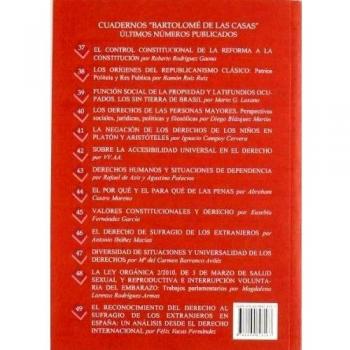 CUADERNOS "BARTOLOMÉ DE LAS CASAS"
ÚLTIMOS NÚMEROS PUBLICADOS
37 EL CONTROL CONSTITUCIONAL DE LA REFORMA A LA
CONSTITUCIÓN por Roberto Rodríguez Gaona
38 LOS ORÍGENES DEL REPUBLICANISMO CLÁSICO: Patrios
Politeia y Res Publica por Ramón Ruiz Ruiz
39 FUNCIÓN SOCIAL DE LA PROPIEDAD Y LATIFUNDIOS OCU-
PADOS. LOS SIN TIERRA DE BRASIL por Mario G. Losano
40 LOS DERECHOS DE LAS PERSONAS MAYORES. Perspectivas
sociales, jurídicas, políticas y filosóficas por Diego Blázquez Martín
41 LA NEGACIÓN DE LOS DERECHOS DE LOS NIÑOS EN
PLATÓN Y ARISTÓTELES por Ignacio Campoy Cervera
42 SOBRE LA ACCESIBILIDAD UNIVERSAL EN EL DERECHO
por VV.AA.
43 DERECHOS HUMANOS Y SITUACIONES DE DEPENDENCIA
por Rafael de Asís y Agustina Palacios
44 EL POR QUÉ Y EL PARA QUÉ DE LAS PENAS por Abraham
Castro Moreno
45 VALORES CONSTITUCIONALES Y DERECHO por Eusebio
Fernández García
46 EL DERECHO DE SUFRAGIO DE LOS EXTRANJEROS por
Antonio Ibáñez Macías
47 DIVERSIDAD DE SITUACIONES Y UNIVERSALIDAD DE LOS
DERECHOS por Mª del Carmen Barranco Avilés
48 LA LEY ORGÁNICA 2/2010, DE 3 DE MARZO DE SALUD
SEXUAL Y REPRODUCTIVA E INTERRUPCIÓN VOLUNTA-
RIA DEL EMBARAZO: Trabajos parlamentarios por Magdalena
Lorenzo Rodríguez-Armas
49 EL RECONOCIMIENTO DEL DERECHO AL
SUFRAGIO DE LOS EXTRANJEROS EN
ESPAÑA: UN ANÁLISIS DESDE EL DERECHO
INTERNACIONAL, por Félix Vacas Fernández